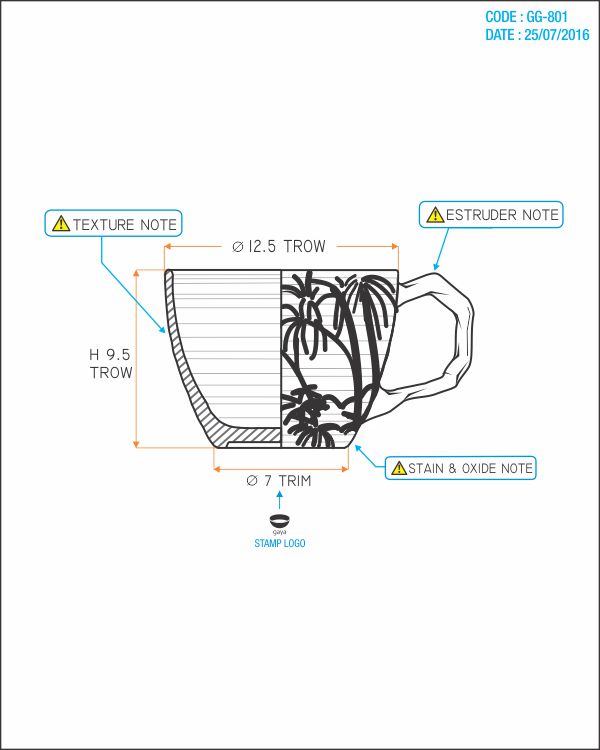 CODE : GG-801
DATE : 25/07/2016
TEXTURE NOTE
ESTRUDER NOTE
Ø 12.5 TROW
H 9.5
TROW
STAIN & OXIDE NOTE
Ø 7 TRIM
gaya
STAMP LOGO